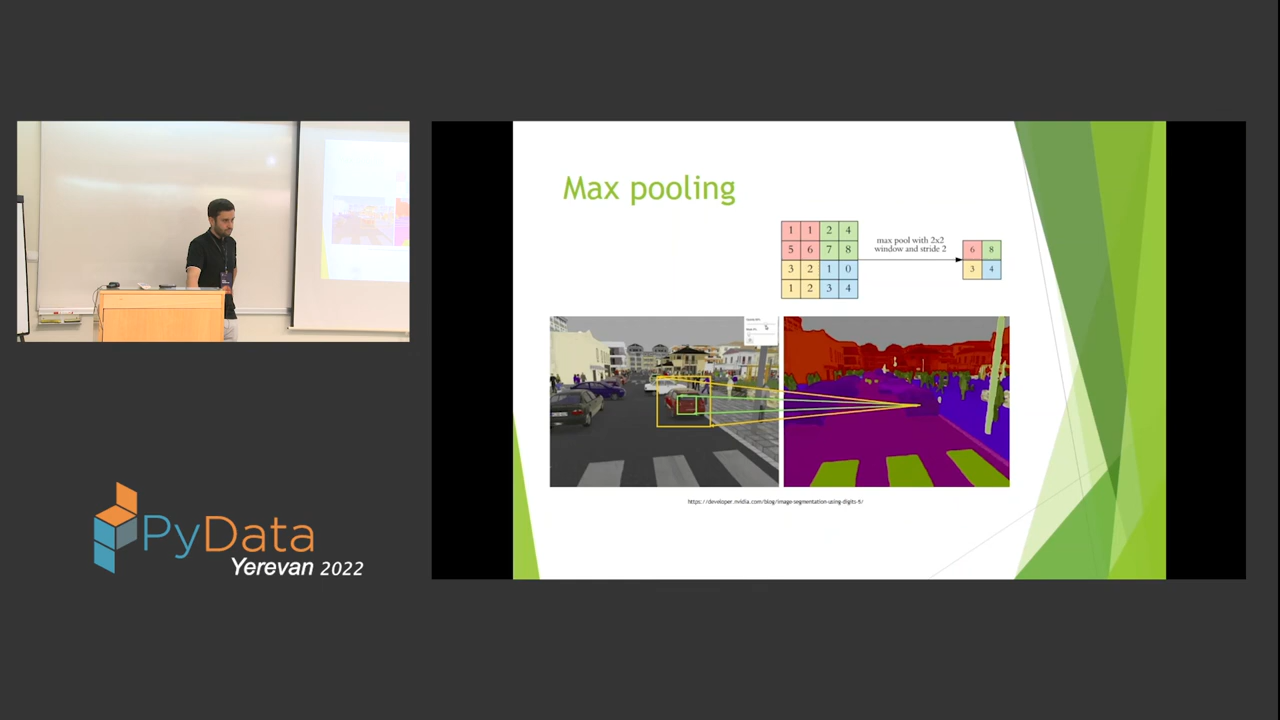 Max pooling
1 1 2 4
5 6 7 8
3 2 1 0
1 2 3 4
max pool with 2x2
window and stride 2
6 8
3 4
https://developer.nvidia.com/blog/image-segmentation-using-digits-5/
PyData
Yerevan 2022